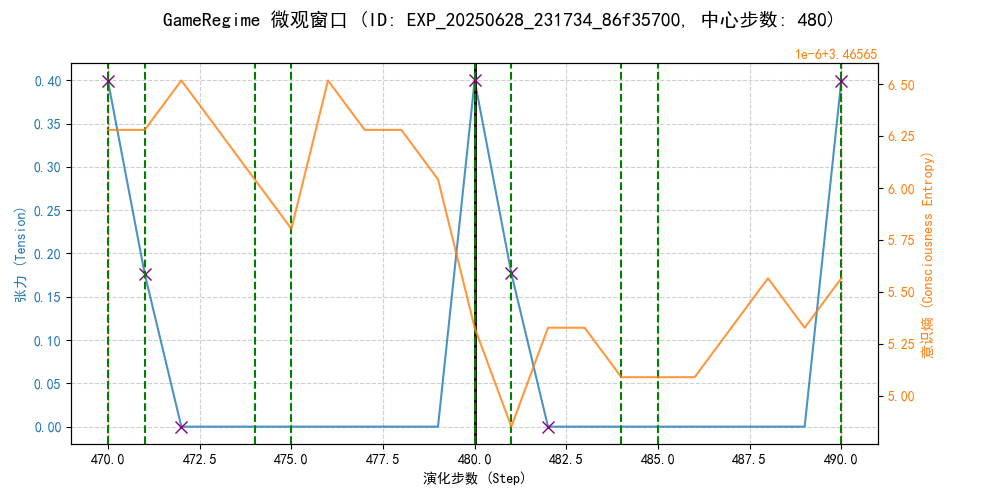 GameRegime 微观窗口 (ID: EXP_20250628_231734_86f35700, 中心步数: 480)
1e-6+3.46565
0.40
0.35
0.30
0.25
0.20
0.15
0.10
0.05
0.00
张力 (Tension)
6.50
6.25
6.00
5.75
5.50
5.25
5.00
意识熵 (Consciousness Entropy)
470.0 472.5 475.0 477.5 480.0 482.5 485.0 487.5 490.0
演化步数 (Step)